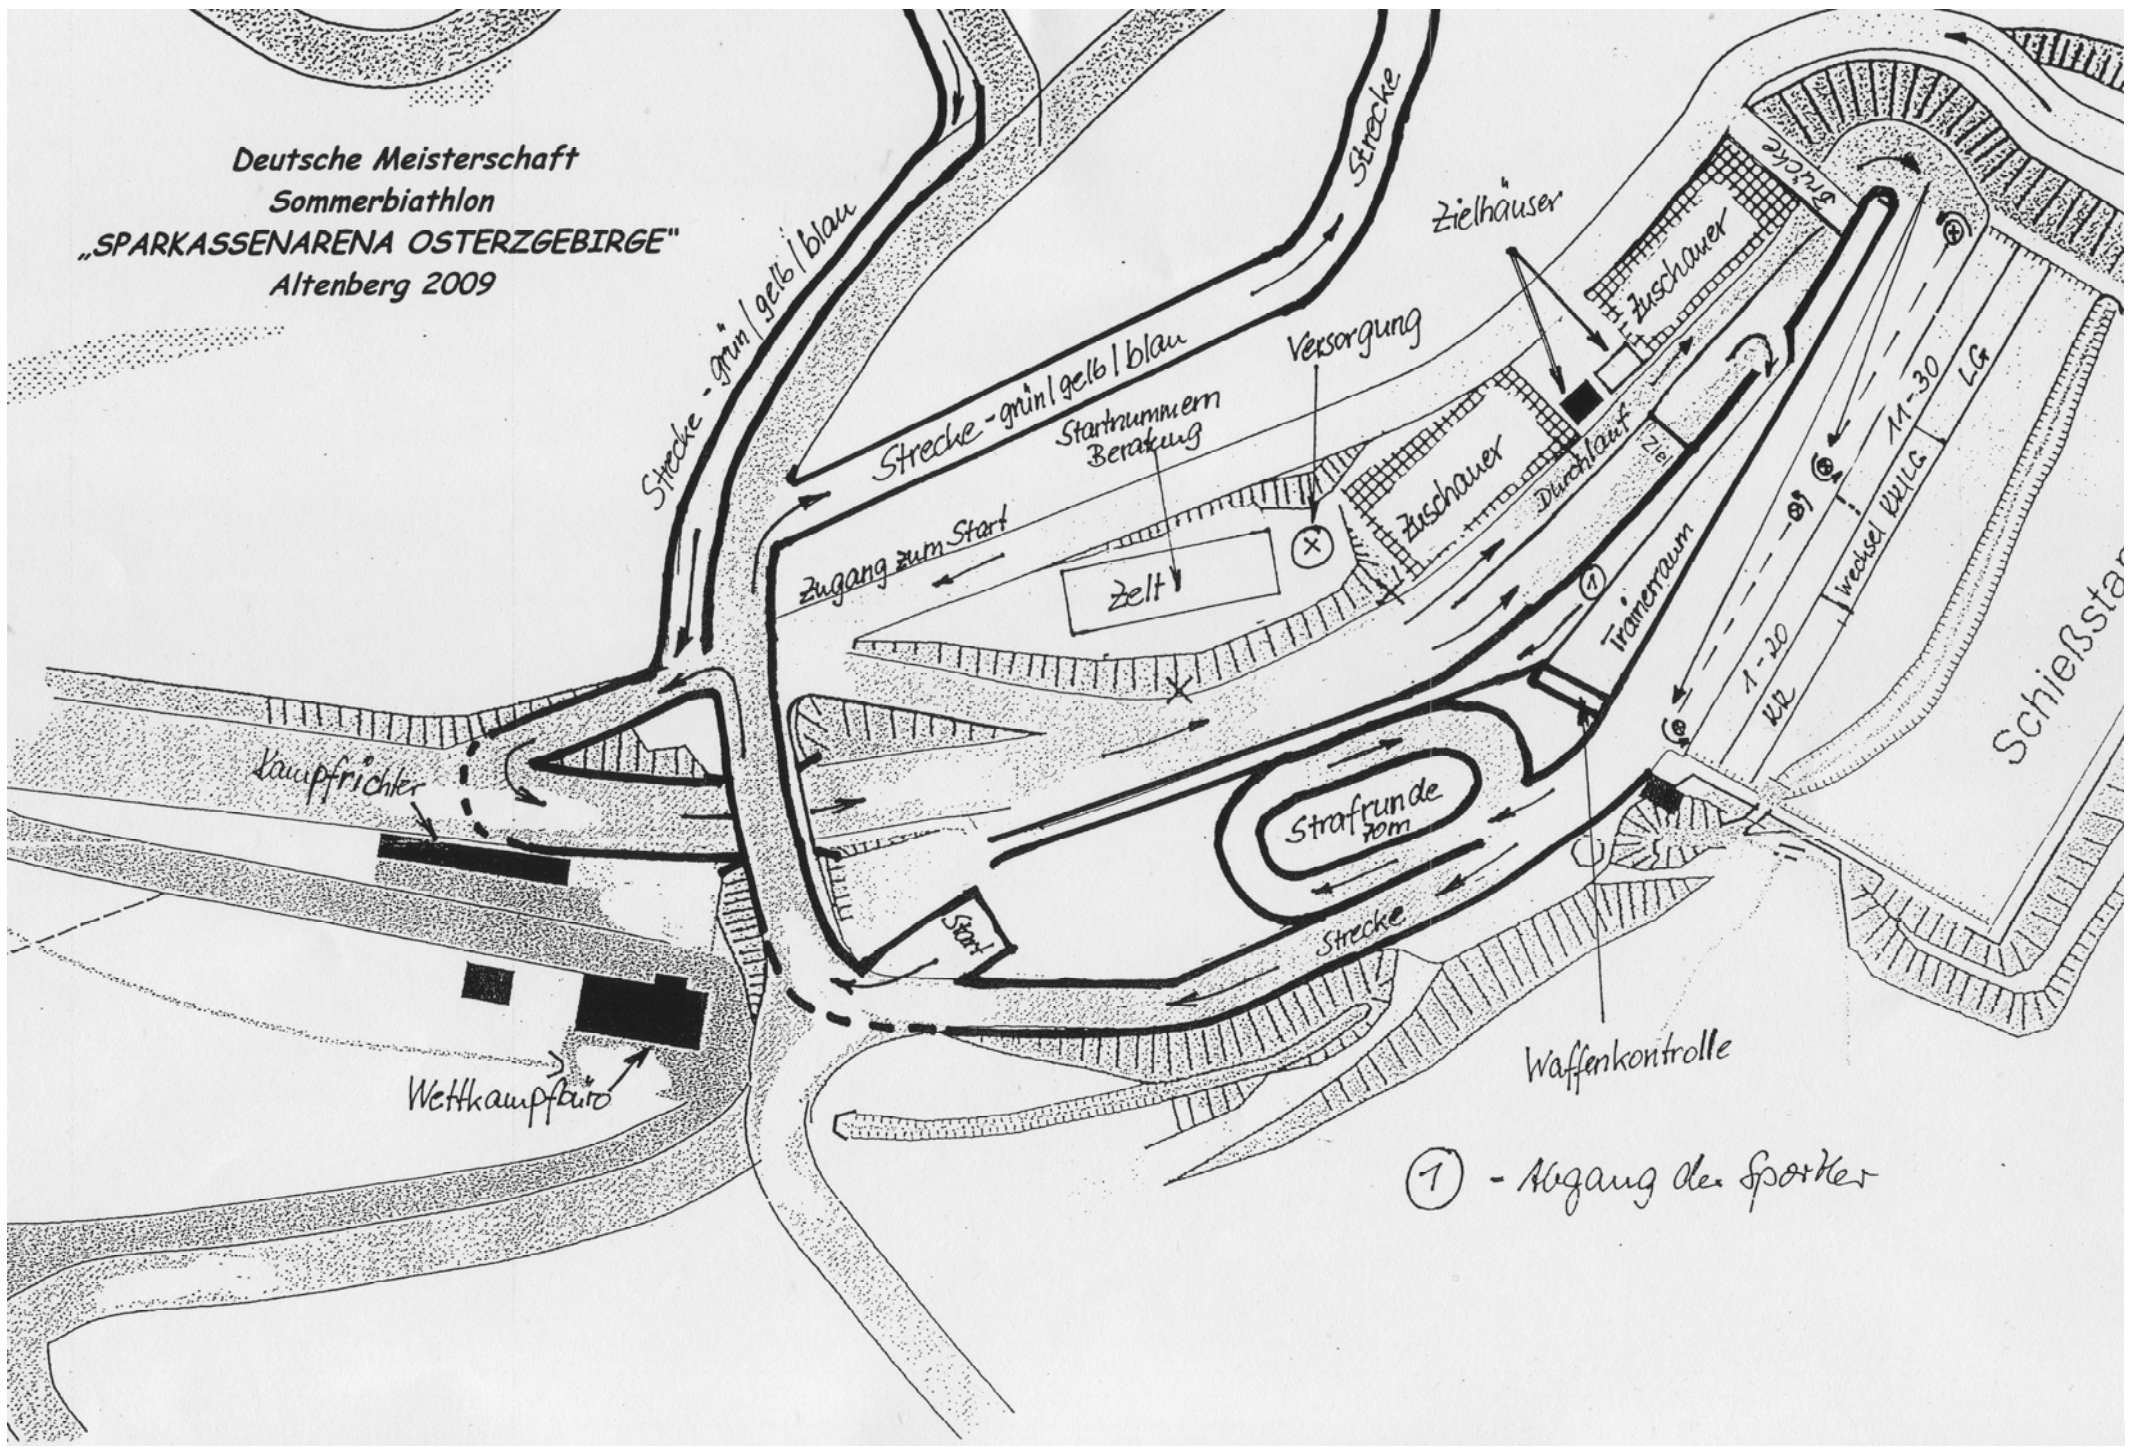 Deutsche Meisterschaft
Sommerbiathlon
„SPARKASSENARENA OSTERZGEBIRGE"
Altenberg 2009
Strecke - grün/gelb/blau
Strecke
Strecke - grün/gelb/blau
Startnummern
Beratung
Versorgung
Zielhäuser
Zuschauer
Brücke
Zuschauer
Durchlauf
Ziel
Zugang zum Start
Zelt
1
Trainerraum
11-30
LG
Wechsel KK/LG
1-20
KK
Schießsta
Kampfrichter
Strafrunde
70m
Start
Strecke
Wettkampfbüro
Waffenkontrolle
1 - Abgang der Sportler